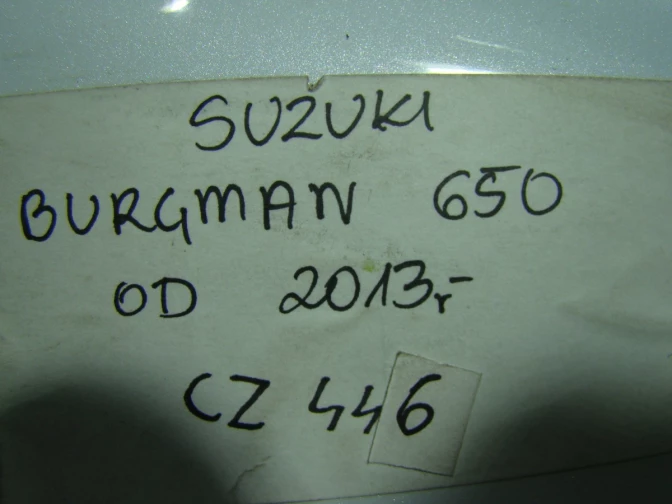 SUZUKI
BURGMAN 650
OD 2013r-
CZ 446